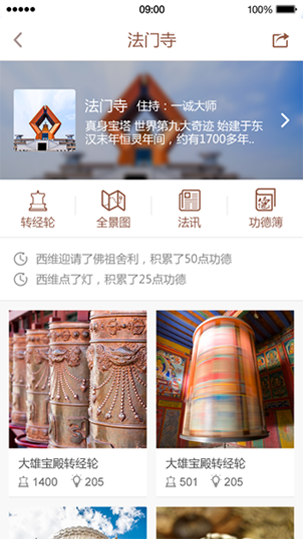 09:00
100%
法门寺
法门寺 住持:一诚大师
真身宝塔 世界第九大奇迹 始建于东
汉末年恒灵年间,约有1700多年..
转经轮 全景图 法讯 功德簿
西维迎请了佛祖舍利,积累了50点功德
西维点了灯,积累了25点功德
大雄宝殿转经轮 大雄宝殿转经轮
1400 205 501 205